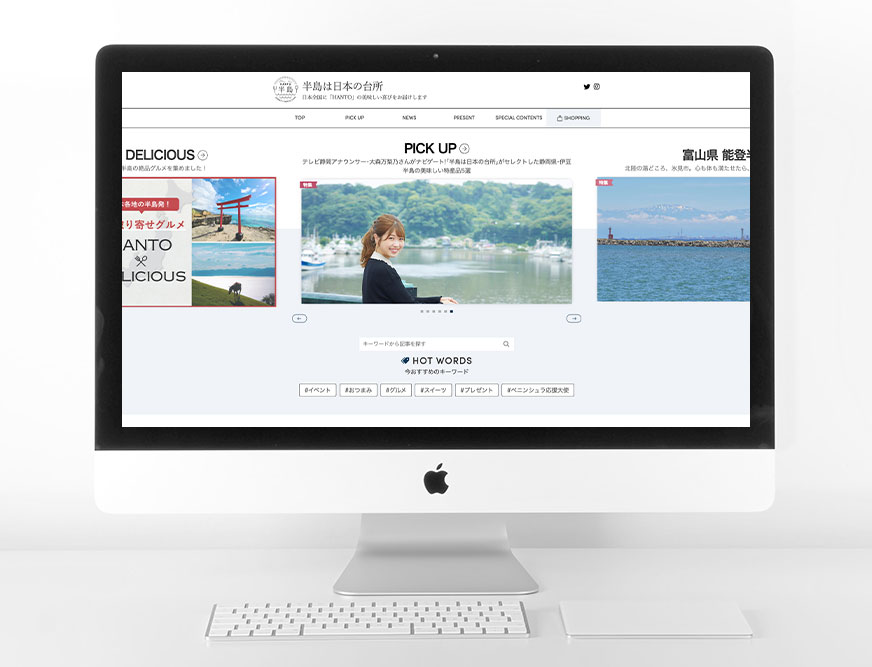 半島
半島は日本の台所
日本全国に「HANTO」の美味しい喜びをお届けします
TOP
PICK UP
NEWS
PRESENT
SPECIAL CONTENTS
SHOPPING
DELICIOUS
半島の絶品グルメを集めました！
各地の半島発！
取り寄せグルメ
ANTO
LICIOUS
PICK UP
テレビ静岡アナウンサー・大森万梨乃さんがナビゲート!「半島は日本の台所」がセレクトした静岡県・伊豆
半島の美味しい特産品5選
特集
富山県 能登半
北陸の落どころ、氷見市。心も体も満たせたら、
特集
キーワードから記事を探す
HOT WORDS
今おすすめのキーワード
#イベント
#おつまみ
#グルメ
#スイーツ
#プレゼント
#ペニンシュラ応援大使